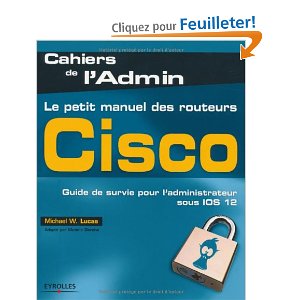 Cliquez pour
Feuilleter!
Cahiers
de l'Admin
Le petit manuel des routeurs
Cisco
Guide de survie pour l'administrateur
sous IOS 12
Michael W. Lucas
EYROLLES